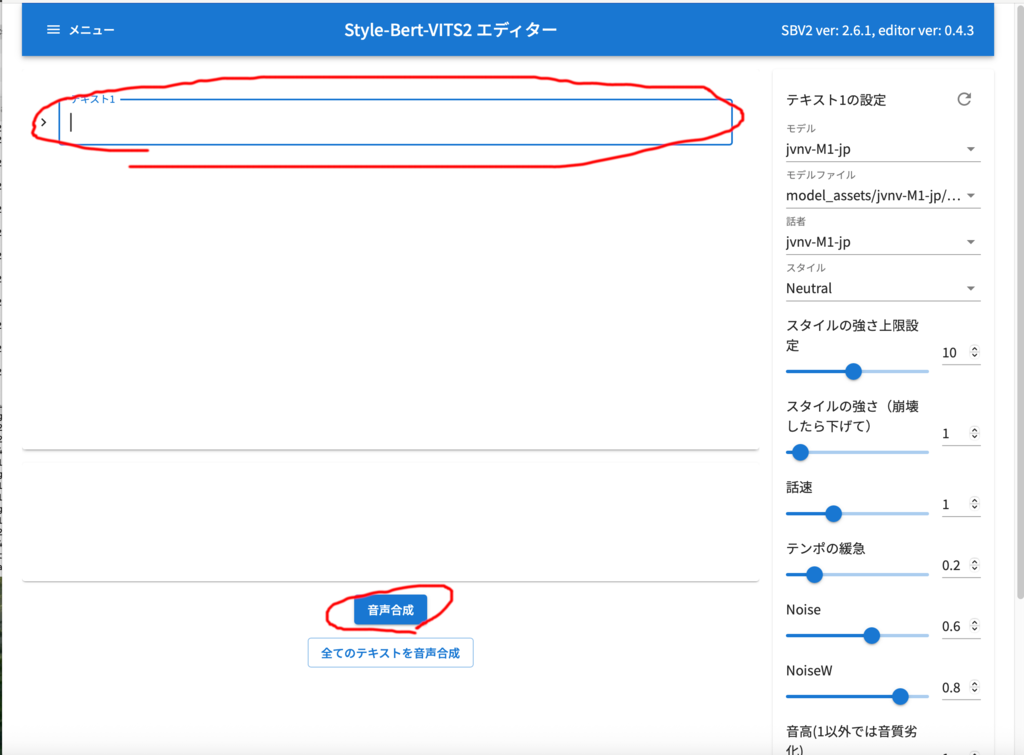 メニュー
Style-Bert-VITS2 エディター
SBV2 ver: 2.6.1, editor ver: 0.4.3
テキスト1
テキスト1の設定
モデル
jvnv-M1-jp
モデルファイル
model_assets/jvnv-M1-jp/...
話者
jvnv-M1-jp
スタイル
Neutral
スタイルの強さ上限設
定
10
スタイルの強さ（崩壊
したら下げて）
1
話速
1
テンポの緩急
0.2
Noise
0.6
NoiseW
0.8
音高(1以外では音質劣
化)
音声合成
全てのテキストを音声合成